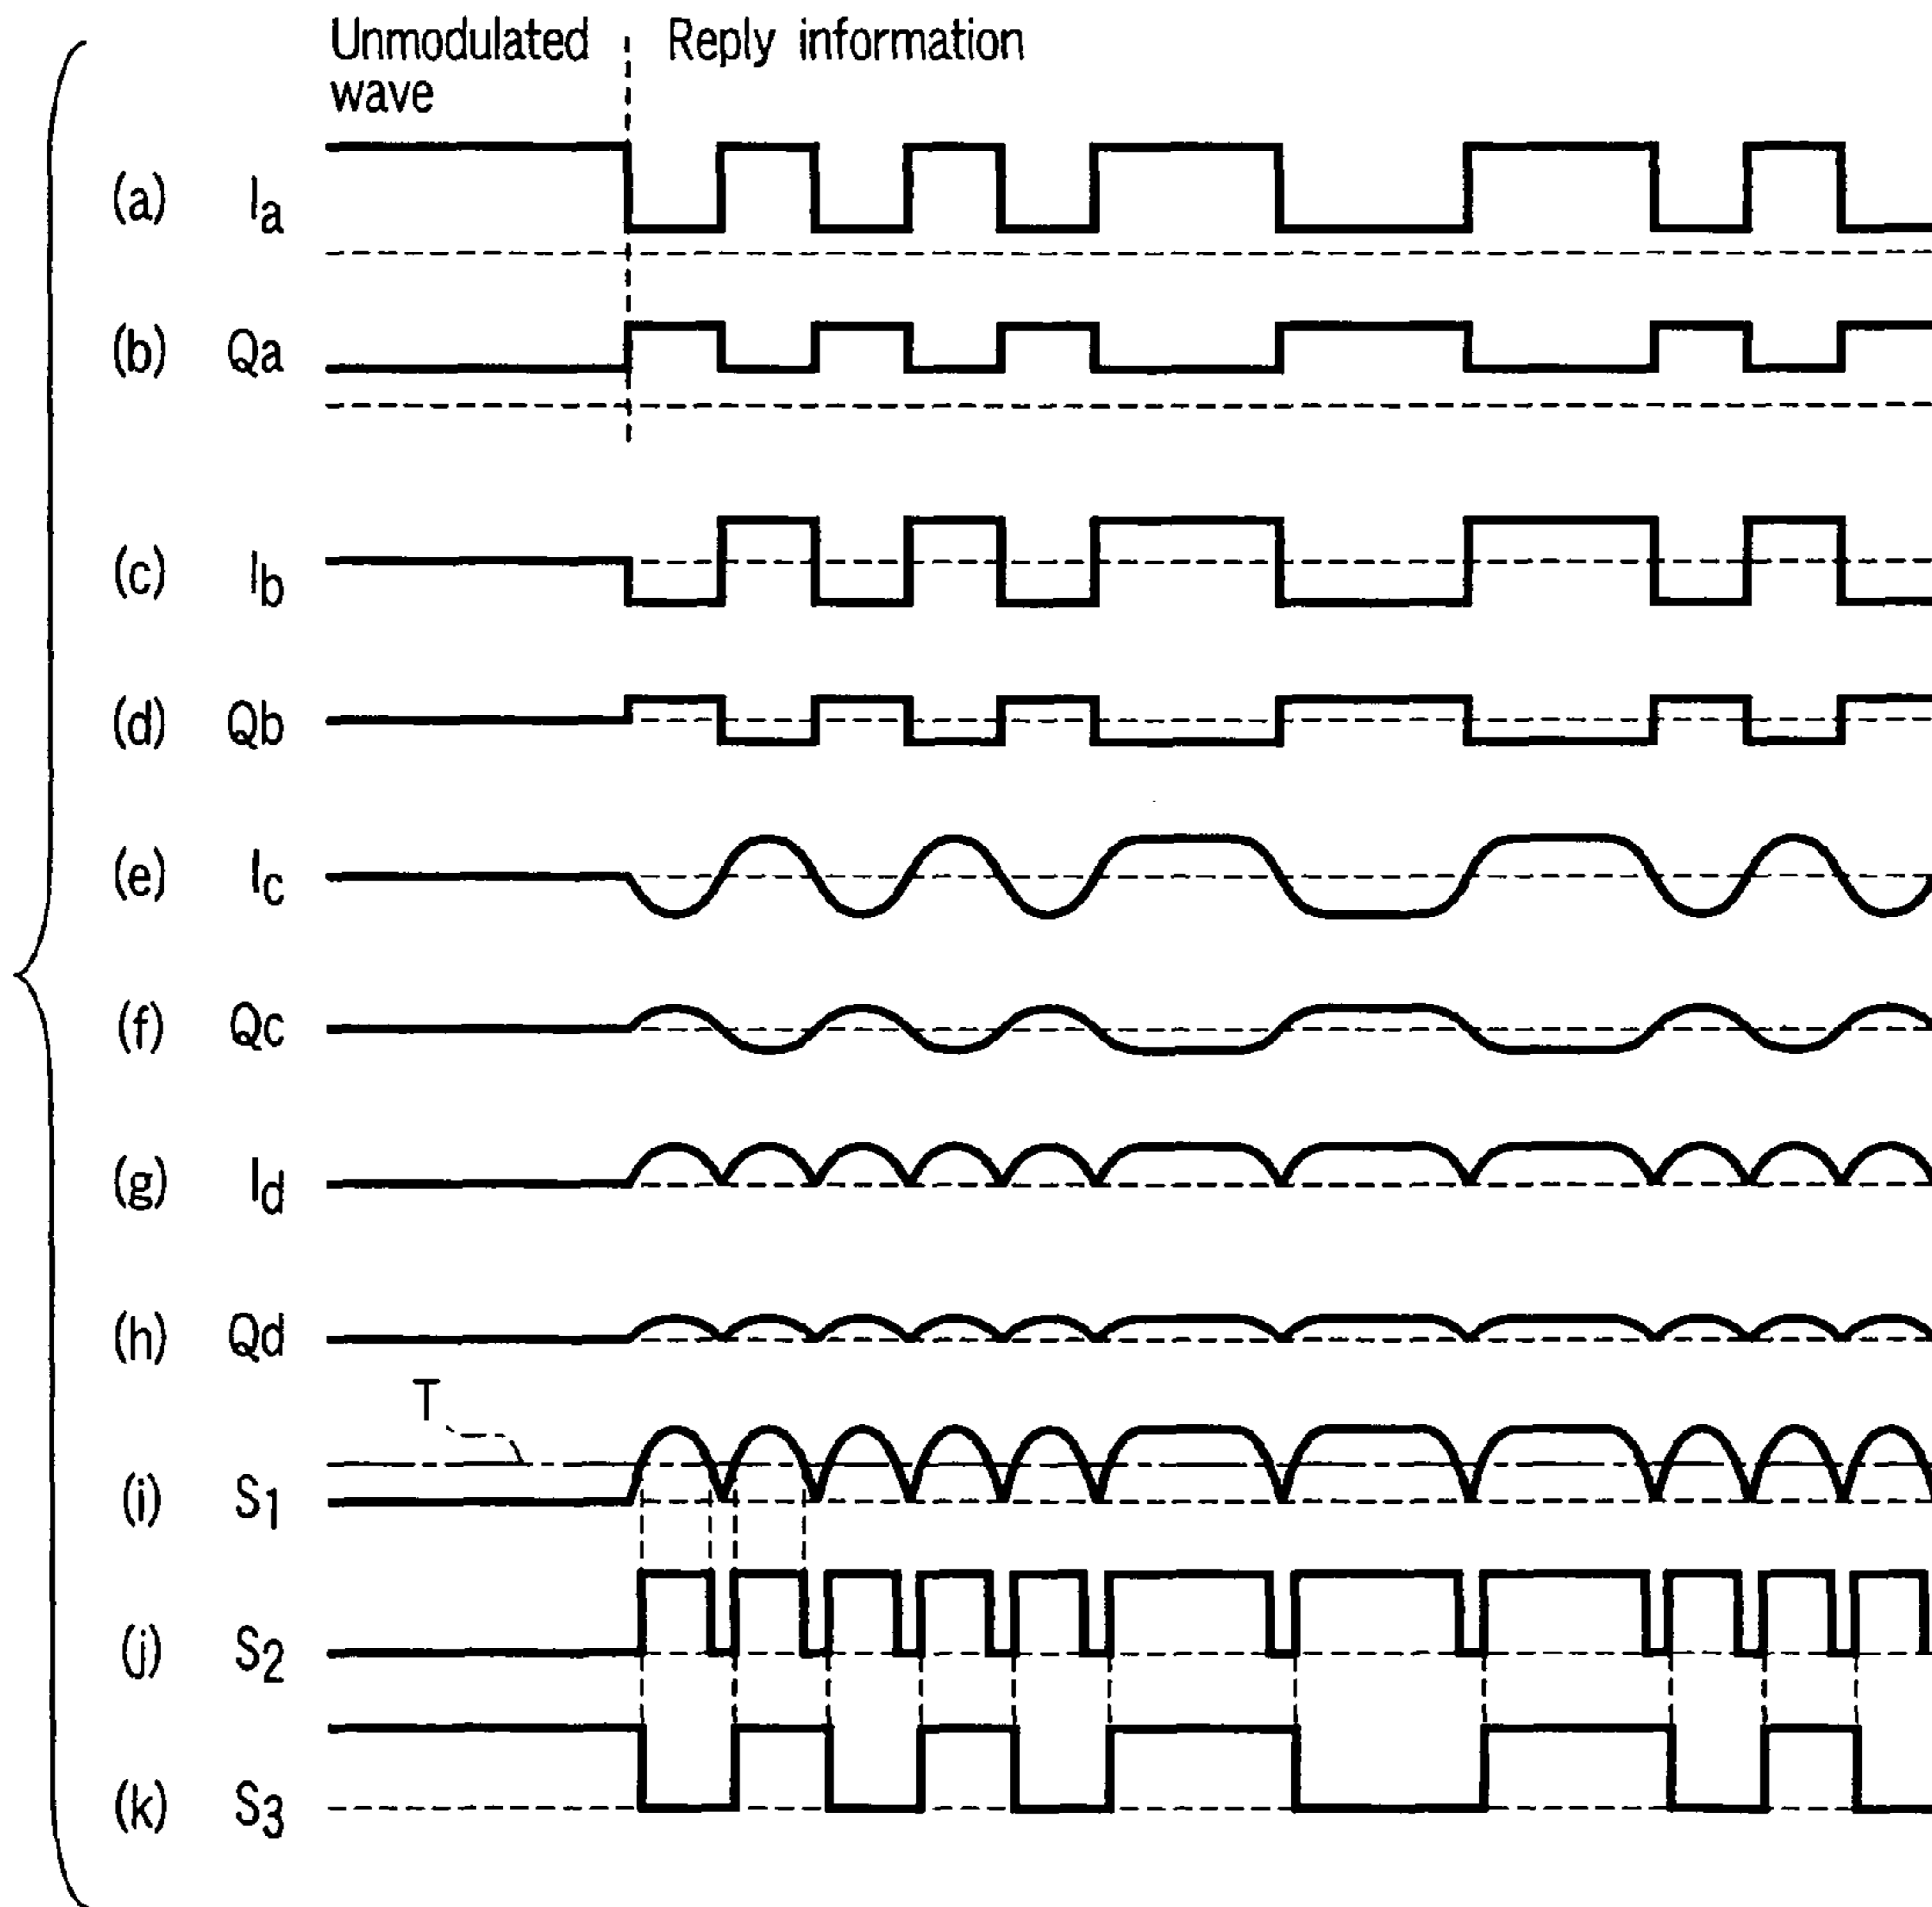 Unmodulated wave
Reply information
(a) Ia
(b) Qa
(c) Ib
(d) Qb
(e) Ic
(f) Qc
(g) Id
(h) Qd
T
(i) S1
(j) S2
(k) S3